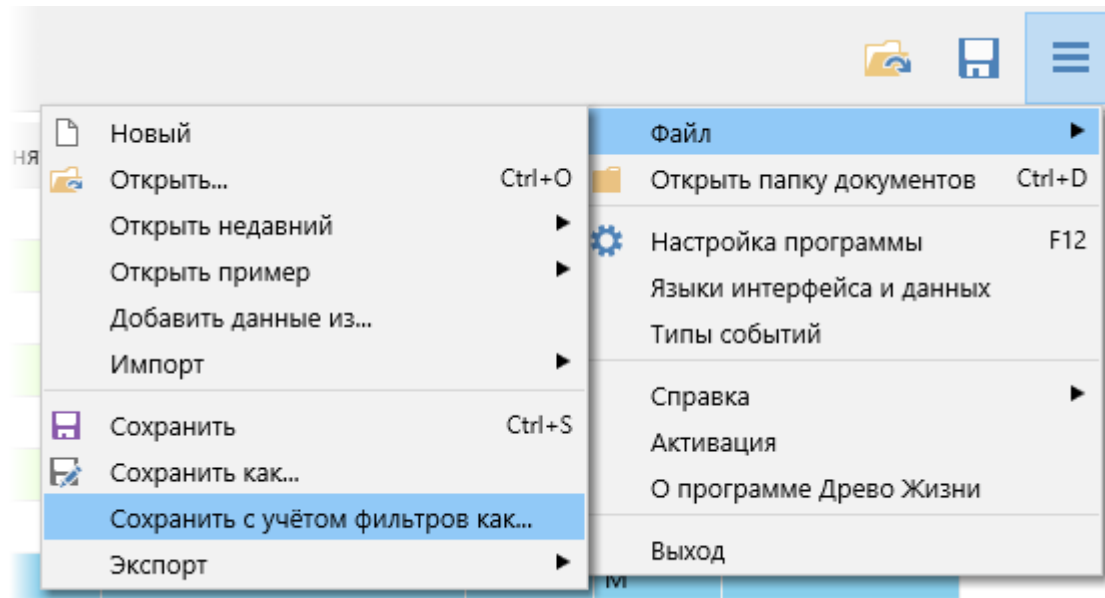 Новый
Открыть... Ctrl+O
Открыть недавний
Открыть пример
Добавить данные из...
Импорт
Сохранить Ctrl+S
Сохранить как...
Сохранить с учётом фильтров как...
Экспорт
Файл
Открыть папку документов Ctrl+D
Настройка программы F12
Языки интерфейса и данных
Типы событий
Справка
Активация
О программе Древо Жизни
Выход